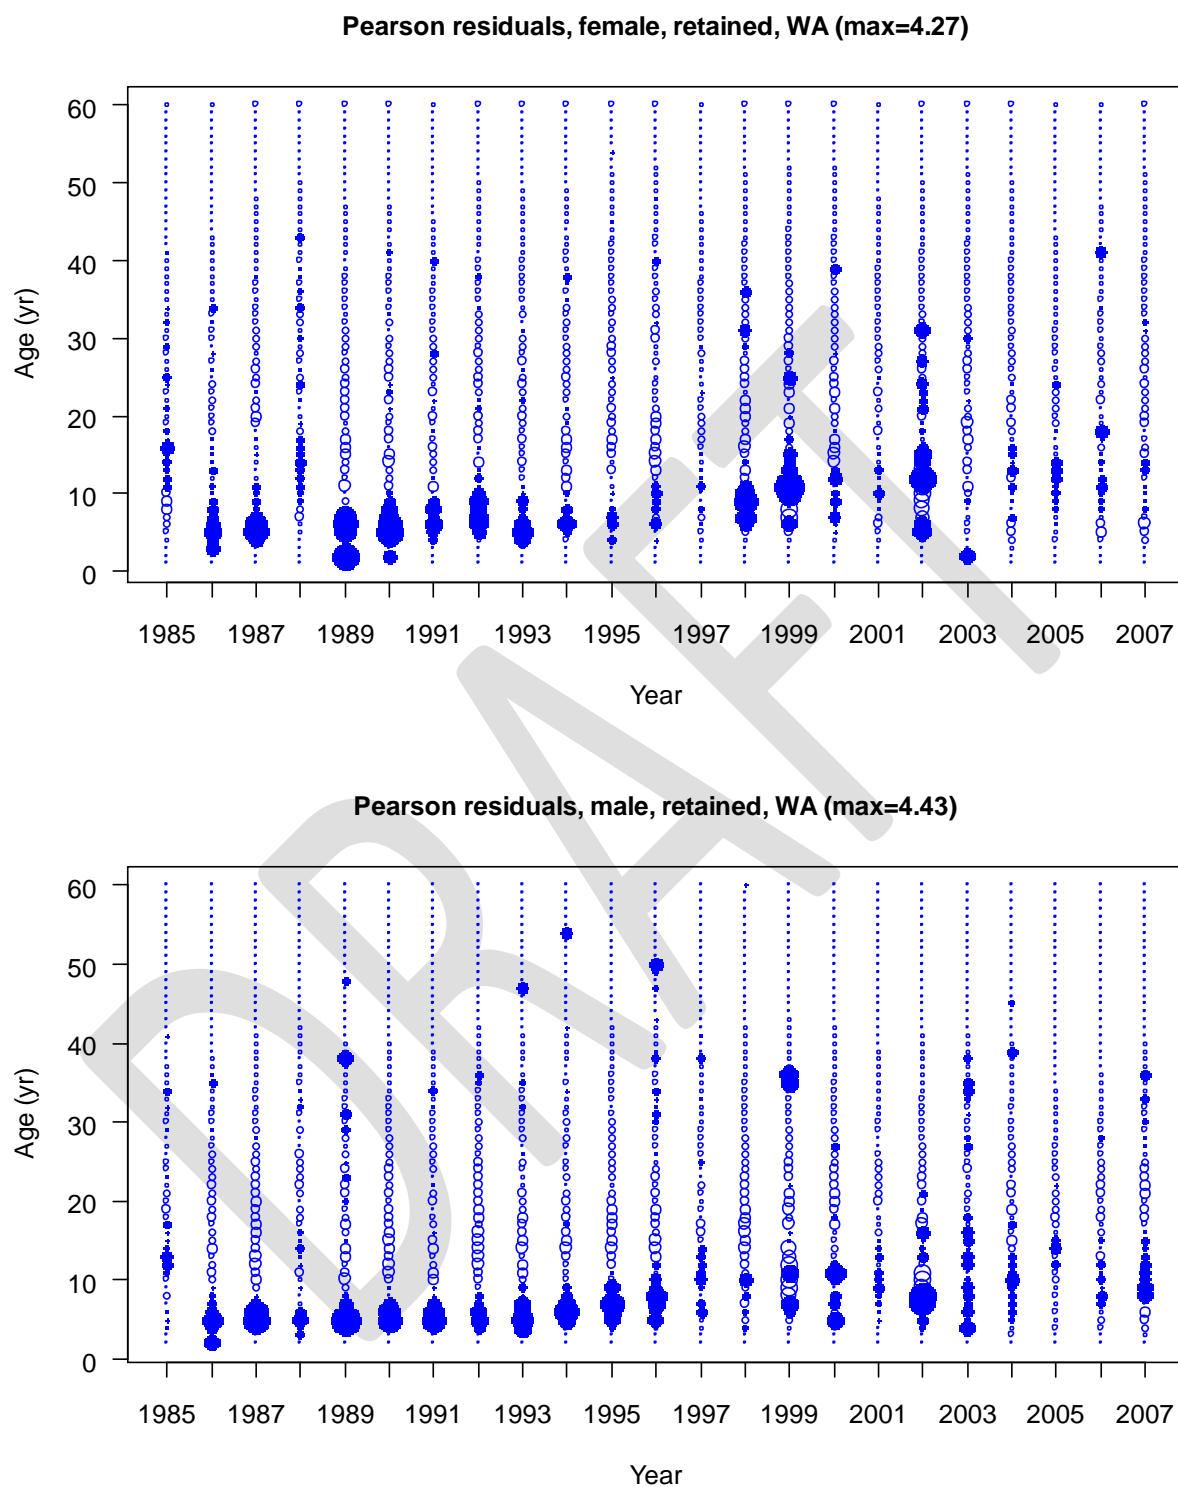 Pearson residuals, female, retained, WA (max=4.27)
60
50
40
30
20
10
0
Age (yr)
1985 1987 1989 1991 1993 1995 1997 1999 2001 2003 2005 2007
Year
DRAFT
Pearson residuals, male, retained, WA (max=4.43)
60
50
40
30
20
10
0
Age (yr)
1985 1987 1989 1991 1993 1995 1997 1999 2001 2003 2005 2007
Year